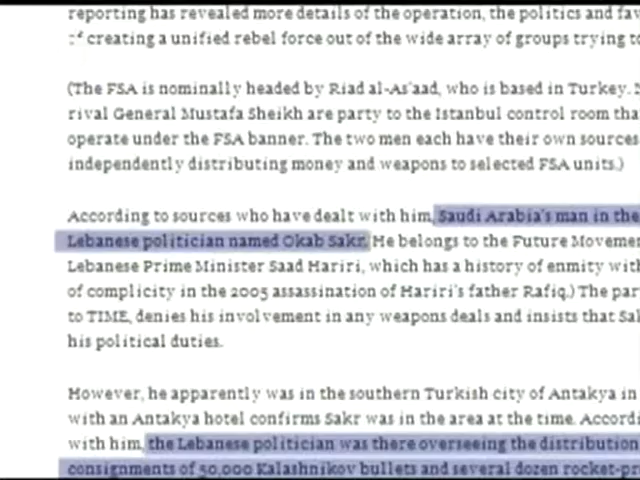 reporting has revealed more details of the operation, the politics and fav
of creating a unified rebel force out of the wide array of groups trying to
(The FSA is nominally headed by Riad al-As'aad, who is based in Turkey.
rival General Mustafa Sheikh are party to the Istanbul control room tha
operate under the FSA banner. The two men each have their own sources
independently distributing money and weapons to selected FSA units.)
According to sources who have dealt with him, Saudi Arabia's man in the
Lebanese politician named Okab Sakr. He belongs to the Future Movemen
Lebanese Prime Minister Saad Hariri, which has a history of enmity with
of complicity in the 2005 assassination of Hariri's father Rafiq.) The par
to TIME, denies his involvement in any weapons deals and insists that Sak
his political duties.
However, he apparently was in the southern Turkish city of Antakya in
with an Antakya hotel confirms Sakr was in the area at the time. Accordi
with him, the Lebanese politician was there overseeing the distribution
consignments of 50,000 Kalashnikov bullets and several dozen rocket-pr